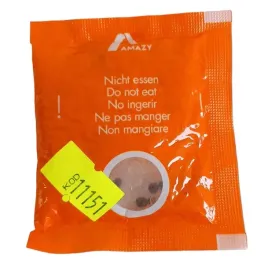 AMAZY
Nicht essen
Do not eat
No ingerir
Ne pas manger
Non mangiare
KOD
11151